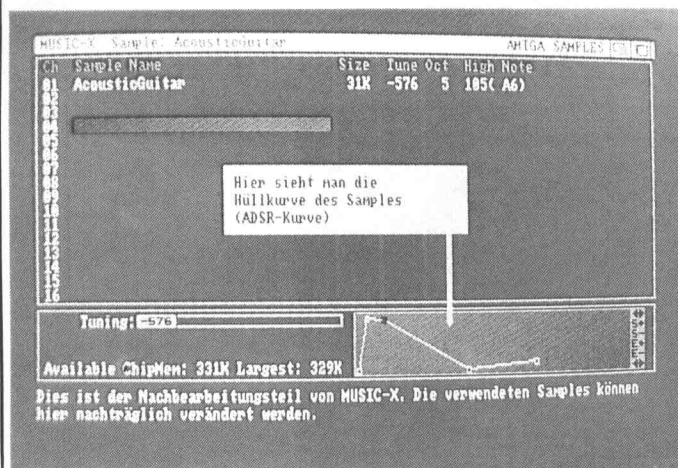 MUSIC-X Sample: AcousticGuitar AMIGA SAMPLES
Ch Sample Name Size Tune Oct High Note
01 AcousticGuitar 31K -576 5 105( A6)
02
03
04
05
06
07
08
09
10
11
12
13
14
15
16
Hier sieht man die
Hüllkurve des Samples
(ADSR-Kurve)
Tuning: -576
Available ChipMem: 331K Largest: 329K
Dies ist der Nachbearbeitungsteil von MUSIC-X. Die verwendeten Samples können
hier nachträglich verändert werden.